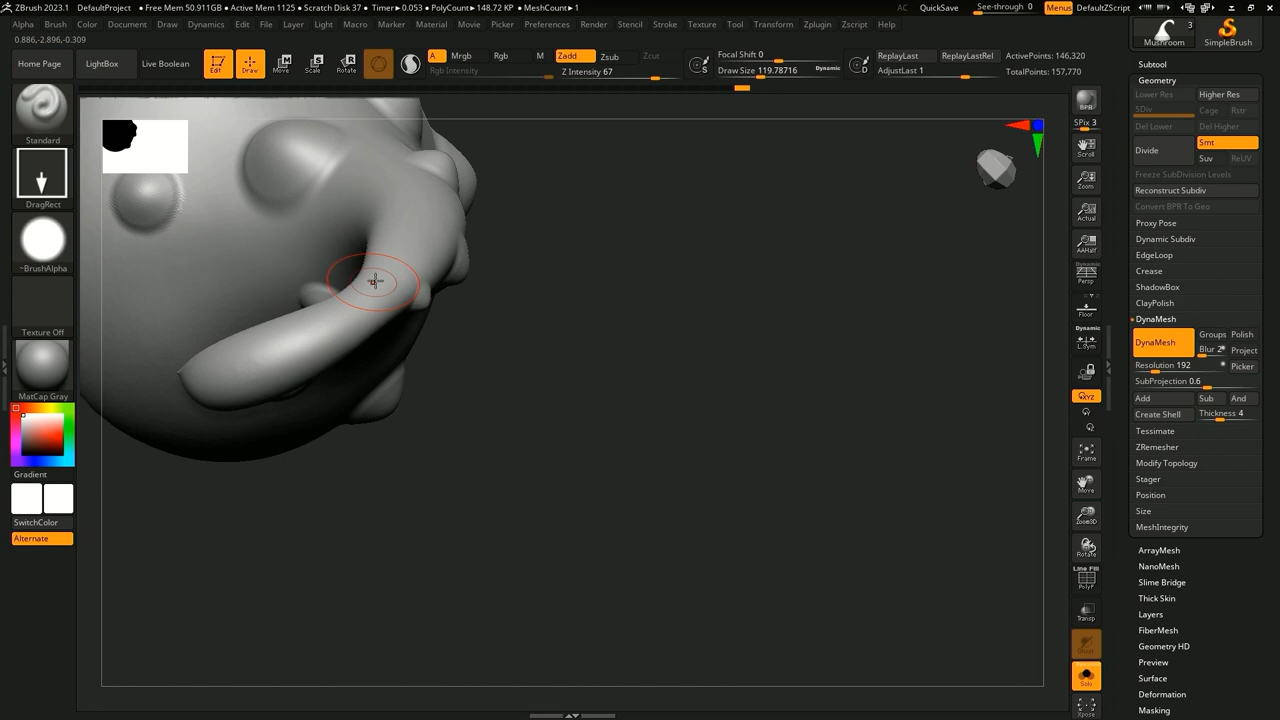 ZBrush 2023.1 DefaultProject • Free Mem 50.911GB • Active Mem 1125 • Scratch Disk 37 • Timer▸0.053 • PolyCount▸148.72 KP • MeshCount▸1
AC QuickSave See-through 0 Menus DefaultZScript
Alpha Brush Color Document Draw Dynamics Edit File Layer Light Macro Marker Material Movie Picker Preferences Render Stencil Stroke Texture Tool Transform Zplugin Zscript Help
0.886,-2.896,-0.309
Home Page LightBox Live Boolean
Edit Draw Move Scale Rotate
A Mrgb Rgb M Zadd Zsub Zcut
Rgb Intensity Z Intensity 67
Focal Shift 0
Draw Size 119.78716 Dynamic
ReplayLast ReplayLastRel
AdjustLast 1
ActivePoints: 146,320
TotalPoints: 157,770
Standard
DragRect
~BrushAlpha
Texture Off
MatCap Gray
Gradient
SwitchColor
Alternate
BPR
SPix 3
Scroll
Zoom
Actual
AAHalf
Dynamic
Persp
Floor
Dynamic
L.Sym
XYZ
Frame
Move
Zoom3D
Rotate
Line Fill
PolyF
Transp
Ghost
Solo
Xpose
3
Mushroom SimpleBrush
Subtool
Geometry
Lower Res Higher Res
SDiv Cage Rstr
Del Lower Del Higher
Divide Smt
Suv ReUV
Freeze SubDivision Levels
Reconstruct Subdiv
Convert BPR To Geo
Proxy Pose
Dynamic Subdiv
EdgeLoop
Crease
ShadowBox
ClayPolish
DynaMesh
DynaMesh Groups Polish
Blur 2 Project
Resolution 192 Picker
SubProjection 0.6
Add Sub And
Create Shell Thickness 4
Tessimate
ZRemesher
Modify Topology
Stager
Position
Size
MeshIntegrity
ArrayMesh
NanoMesh
Slime Bridge
Thick Skin
Layers
FiberMesh
Geometry HD
Preview
Surface
Deformation
Masking